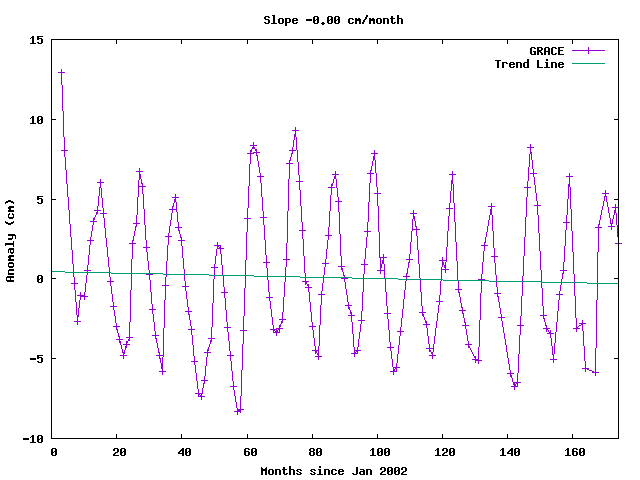 Slope -0.00 cm/month
15
GRACE
Trend Line
10
5
Anomaly (cm)
0
-5
-10
0 20 40 60 80 100 120 140 160
Months since Jan 2002